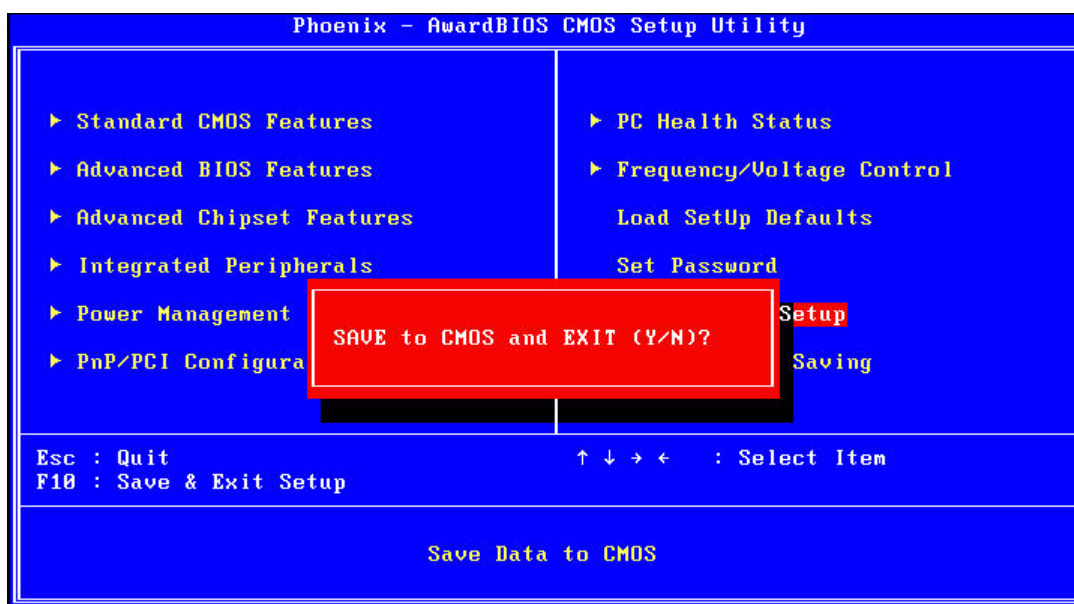 Phoenix - AwardBIOS CMOS Setup Utility
Standard CMOS Features
Advanced BIOS Features
Advanced Chipset Features
Integrated Peripherals
Power Management
PnP/PCI Configura
PC Health Status
Frequency/Voltage Control
Load SetUp Defaults
Set Password
Setup
Saving
SAVE to CMOS and EXIT (Y/N)?
Esc : Quit
F10 : Save & Exit Setup
↑ ↓ → ← : Select Item
Save Data to CMOS